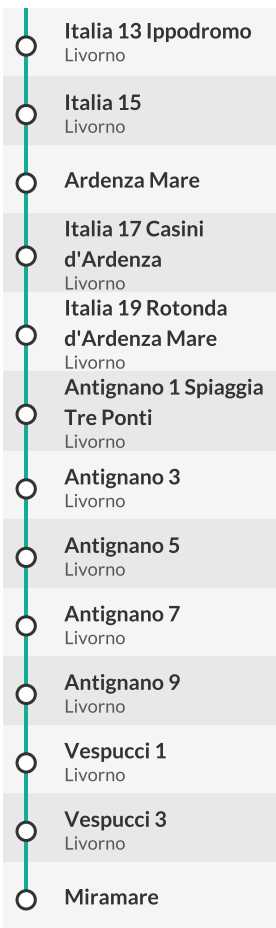 Italia 13 Ippodromo
Livorno
Italia 15
Livorno
Ardenza Mare
Italia 17 Casini
d'Ardenza
Livorno
Italia 19 Rotonda
d'Ardenza Mare
Livorno
Antignano 1 Spiaggia
Tre Ponti
Livorno
Antignano 3
Livorno
Antignano 5
Livorno
Antignano 7
Livorno
Antignano 9
Livorno
Vespucci 1
Livorno
Vespucci 3
Livorno
Miramare